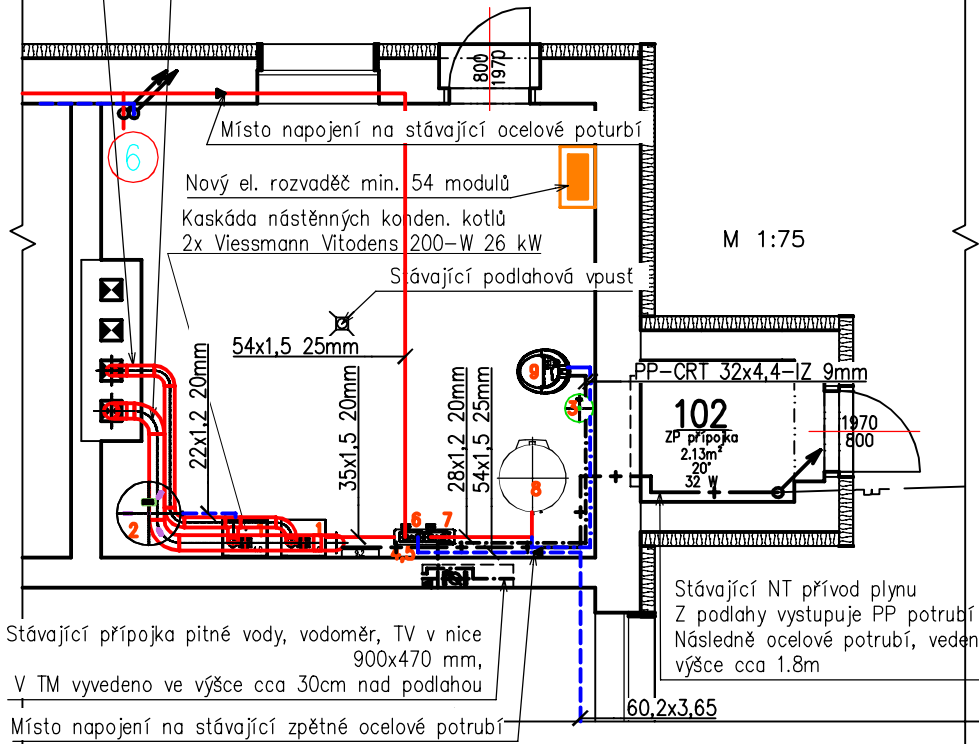 800
1970
Místo napojení na stávající ocelové poturbí
6
Nový el. rozvaděč min. 54 modulů
Kaskáda nástěnných konden. kotlů
2x Viessmann Vitodens 200-W 26 kW
M 1:75
Stávající podlahová vpusť
54x1,5 25mm
22x1,2 20mm
35x1,5 20mm
28x1,2 20mm
54x1,5 25mm
9
PP-CRT 32x4,4-IZ 9mm
3
102
ZP přípojka
2.13m²
20°
32 W
1970
800
8
2
1
1
6
7
4,5
Stávající NT přívod plynu
Z podlahy vystupuje PP potrubí
Následně ocelové potrubí, veden
výšce cca 1.8m
Stávající přípojka pitné vody, vodoměr, TV v nice
900x470 mm,
V TM vyvedeno ve výšce cca 30cm nad podlahou
60,2x3,65
Místo napojení na stávající zpětné ocelové potrubí